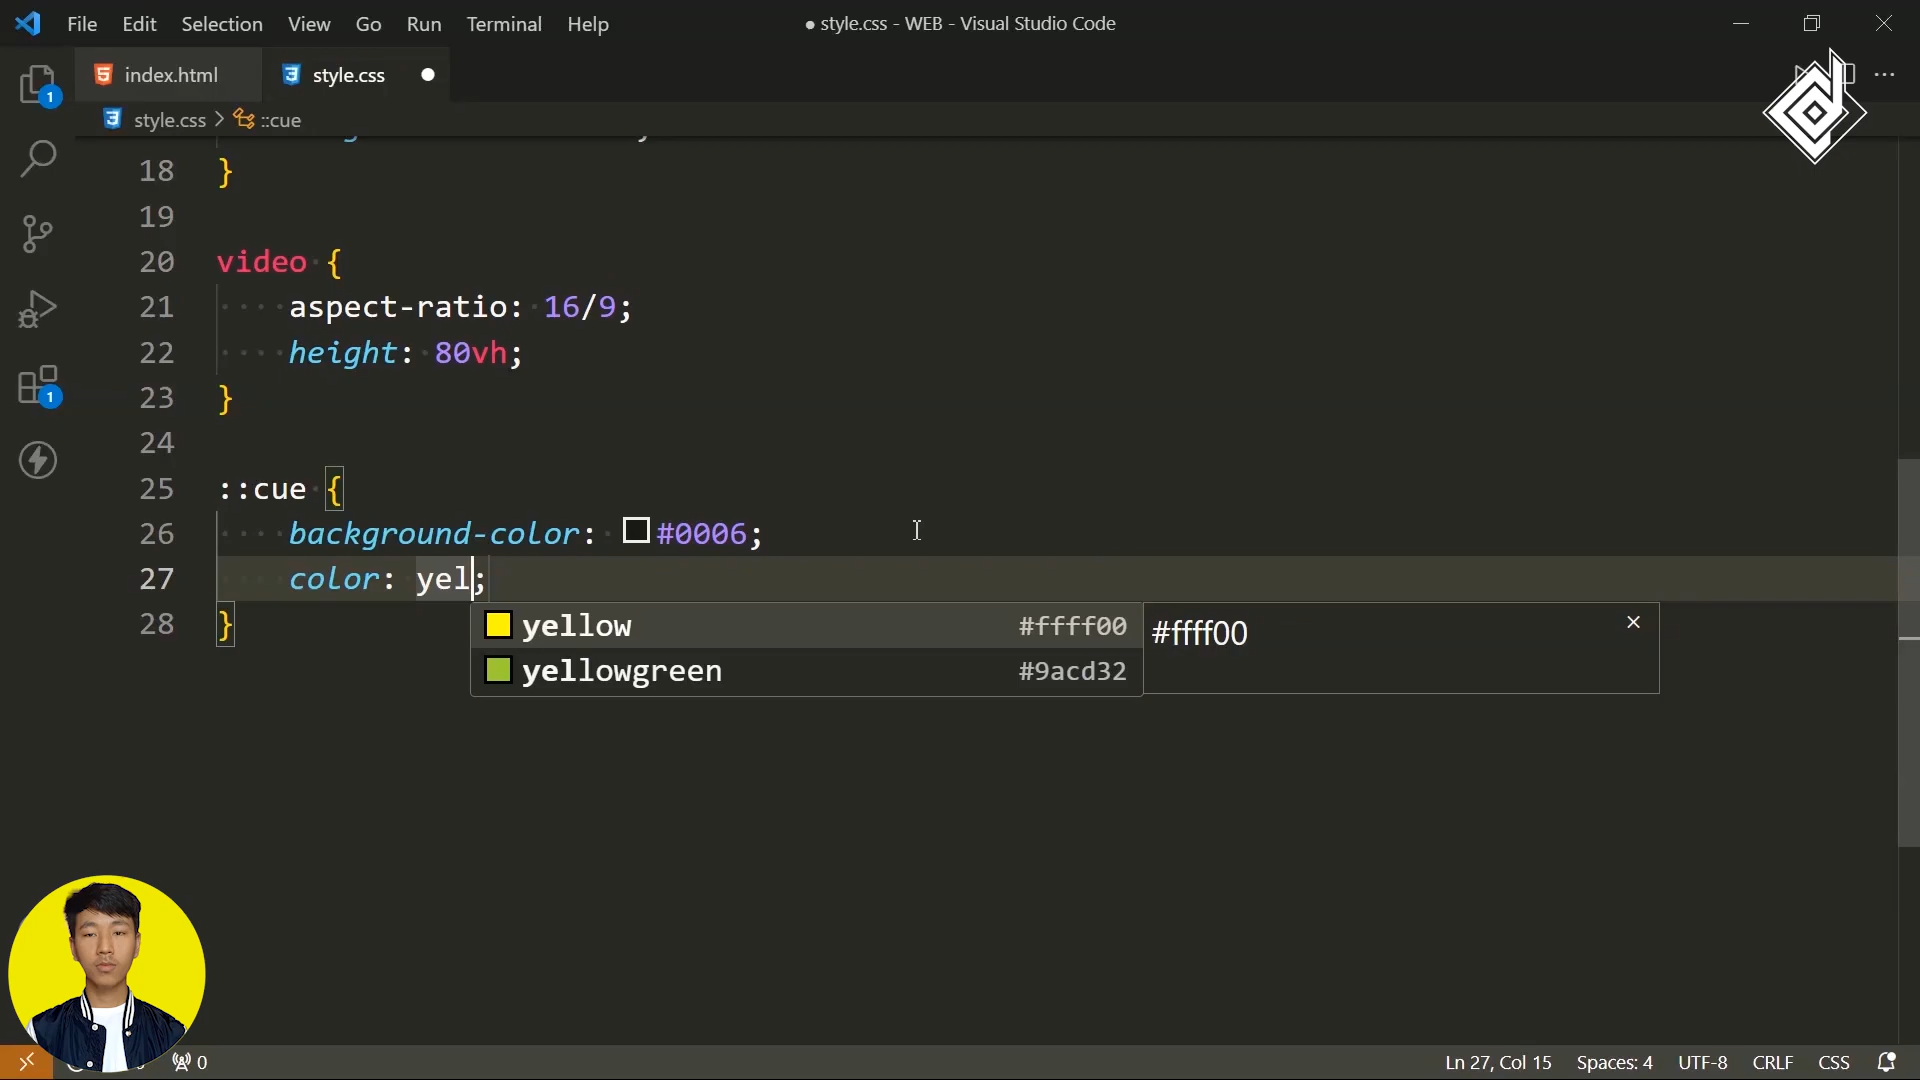 File Edit Selection View Go Run Terminal Help
● style.css - WEB - Visual Studio Code
index.html
style.css ●
style.css > ::cue
18 }
19
20 video {
21 aspect-ratio: 16/9;
22 height: 80vh;
23 }
24
25 ::cue {
26 background-color: #0006;
27 color: yel;
28 }
yellow #ffff00
yellowgreen #9acd32
#ffff00
1
1
0
Ln 27, Col 15 Spaces: 4 UTF-8 CRLF CSS